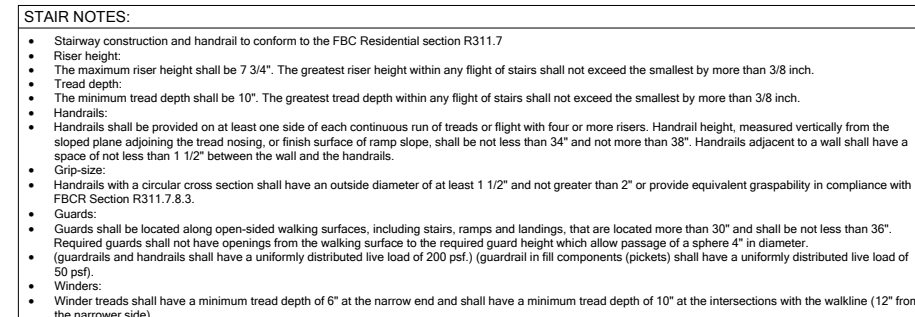 STAIR NOTES:
• Stairway construction and handrail to conform to the FBC Residential section R311.7
• Riser height:
• The maximum riser height shall be 7 3/4". The greatest riser height within any flight of stairs shall not exceed the smallest by more than 3/8 inch.
• Tread depth:
• The minimum tread depth shall be 10". The greatest tread depth within any flight of stairs shall not exceed the smallest by more than 3/8 inch.
• Handrails:
• Handrails shall be provided on at least one side of each continuous run of treads or flight with four or more risers. Handrail height, measured vertically from the
sloped plane adjoining the tread nosing, or finish surface of ramp slope, shall be not less than 34" and not more than 38". Handrails adjacent to a wall shall have a
space of not less than 1 1/2" between the wall and the handrails.
• Grip-size:
• Handrails with a circular cross section shall have an outside diameter of at least 1 1/2" and not greater than 2" or provide equivalent graspability in compliance with
FBCR Section R311.7.8.3.
• Guards:
• Guards shall be located along open-sided walking surfaces, including stairs, ramps and landings, that are located more than 30" and shall be not less than 36".
Required guards shall not have openings from the walking surface to the required guard height which allow passage of a sphere 4" in diameter.
• (guardrails and handrails shall have a uniformly distributed live load of 200 psf.) (guardrail in fill components (pickets) shall have a uniformly distributed live load of
50 psf).
• Winders:
• Winder treads shall have a minimum tread depth of 6" at the narrow end and shall have a minimum tread depth of 10" at the intersections with the walkline (12" from
the narrower side)